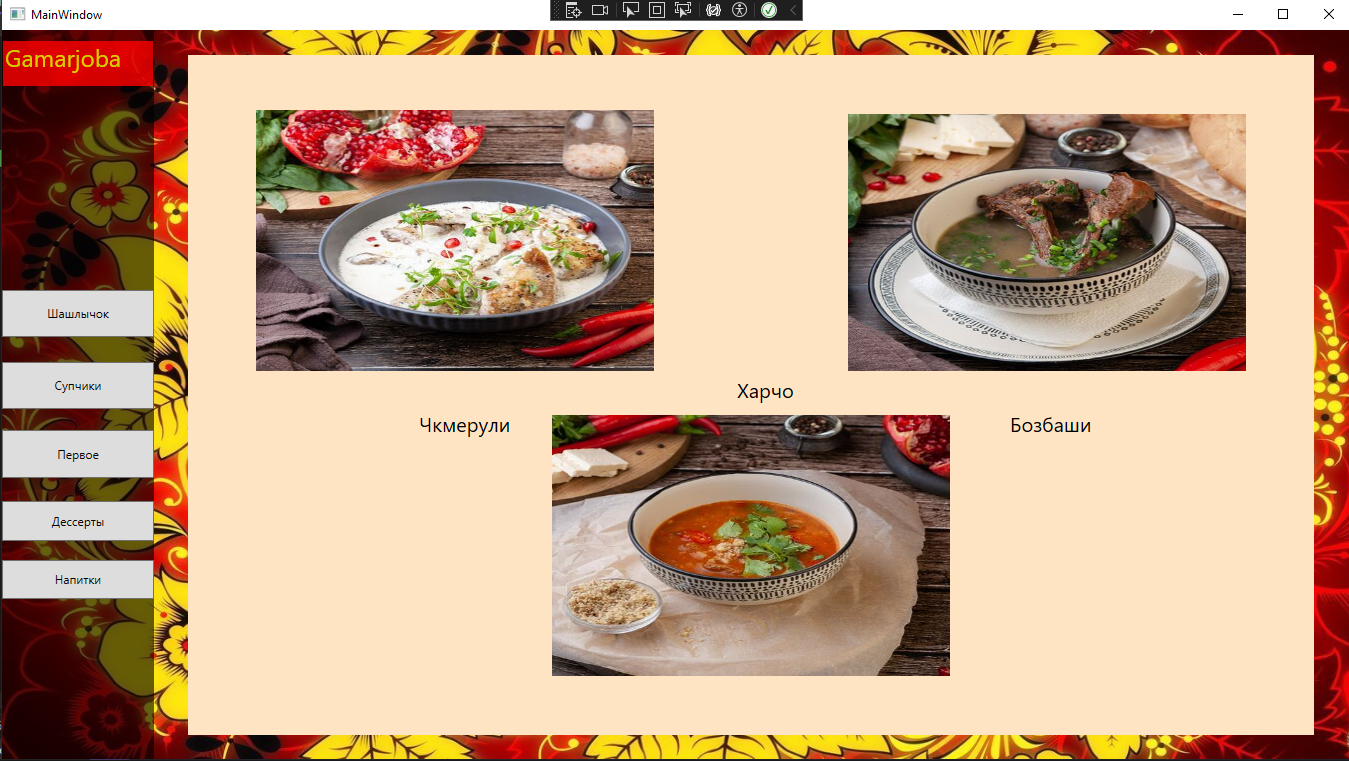 MainWindow
Gamarjoba
Шашлычок
Супчики
Первое
Дессерты
Напитки
Харчо
Чкмерули
Бозбаши